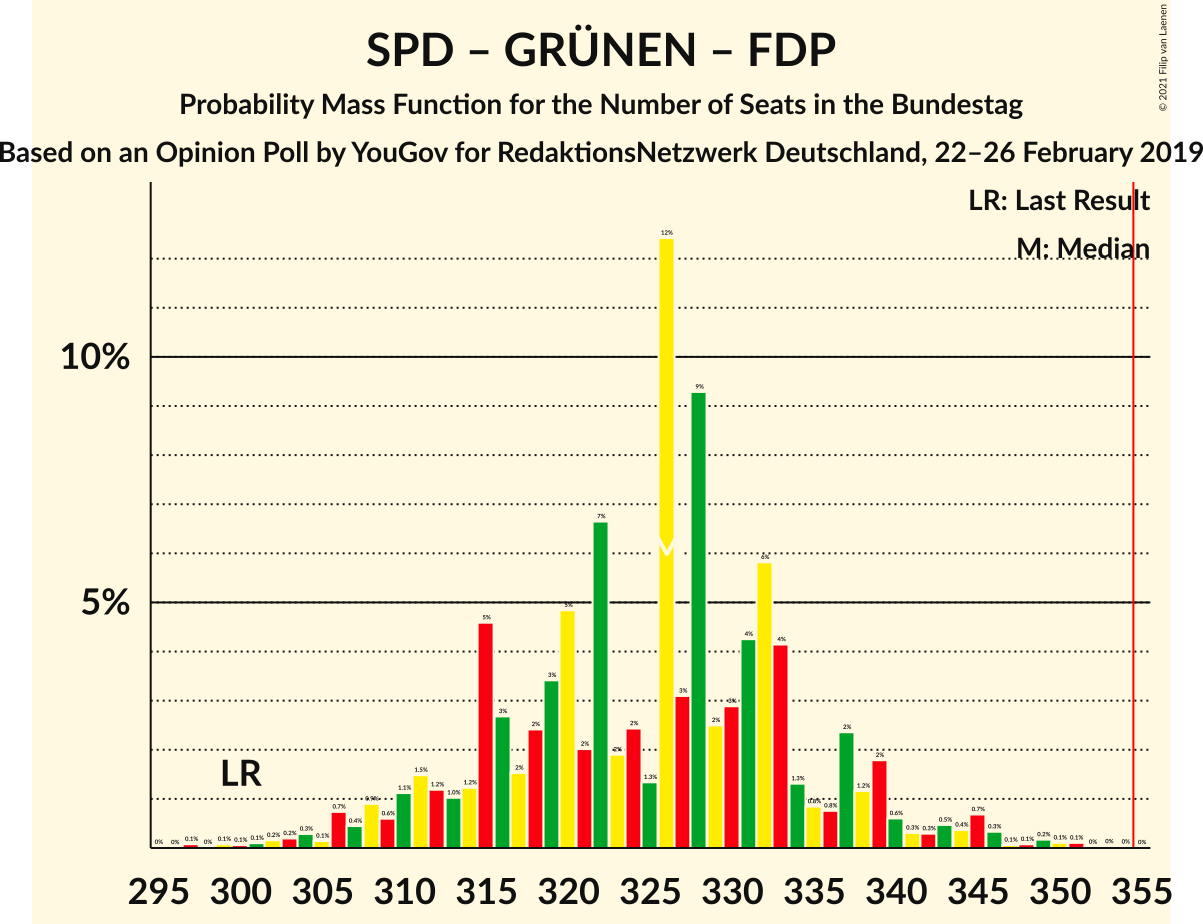 SPD – GRÜNEN – FDP
Probability Mass Function for the Number of Seats in the Bundestag
Based on an Opinion Poll by YouGov for RedaktionsNetzwerk Deutschland, 22–26 February 2019
© 2021 Filip van Laenen
LR: Last Result
M: Median
10%
5%
LR
M
0% 0% 0.1% 0% 0.1% 0.1% 0.1% 0.2% 0.2% 0.3% 0.1% 0.7% 0.4% 0.9% 0.6% 1.1% 1.5% 1.2% 1.0% 1.2% 5% 3% 2% 2% 3% 5% 2% 7% 2% 2% 1.3% 12% 3% 9% 2% 3% 4% 6% 4% 1.3% 0.8% 0.8% 2% 1.2% 2% 0.6% 0.3% 0.3% 0.5% 0.4% 0.7% 0.3% 0.1% 0.1% 0.2% 0.1% 0.1% 0% 0% 0% 0%
295 300 305 310 315 320 325 330 335 340 345 350 355